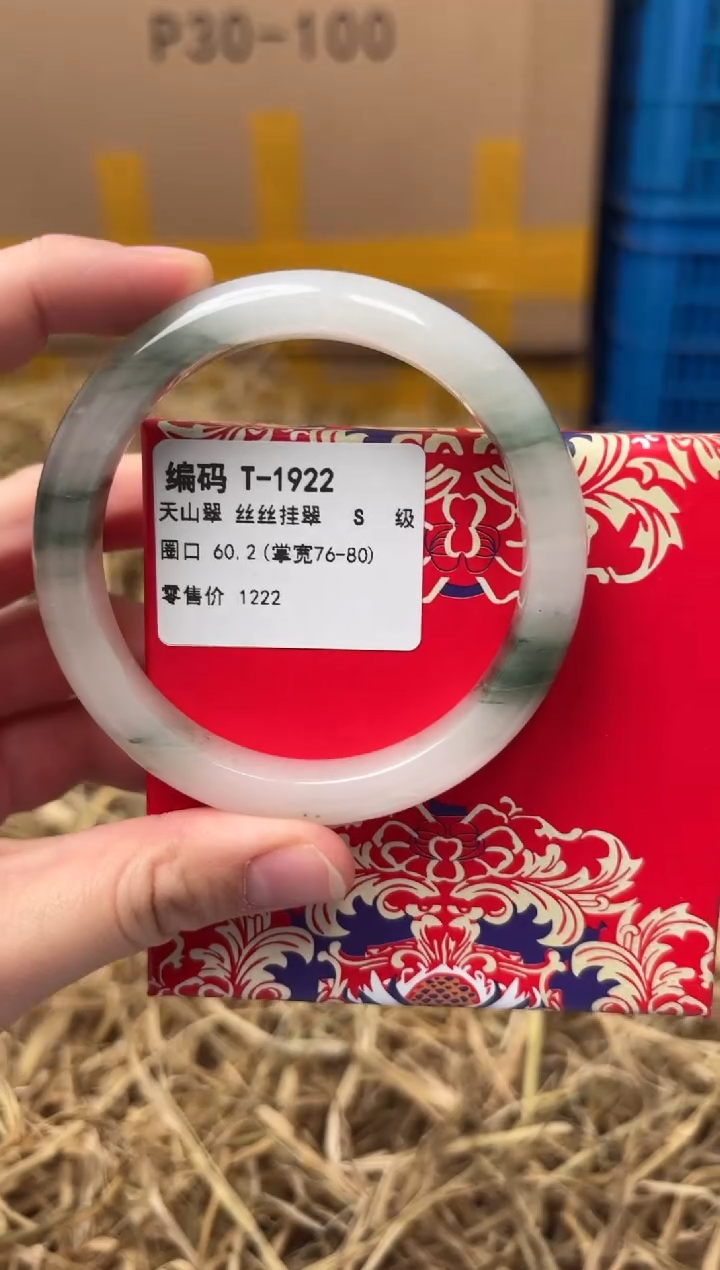 P30-100
编码 T-1922
天山翠 丝丝挂翠 S 级
圈口 60.2(掌宽76-80)
零售价 1222